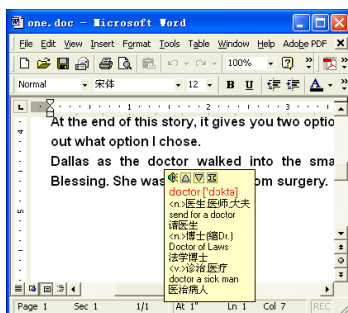 one.doc - Microsoft Word
File Edit View Insert Format Tools Table Window Help Adobe PDF
100%
Normal 宋体 12 B U A
1 2 3
At the end of this story, it gives you two optio
out what option I chose.
Dallas as the doctor walked into the sma
Blessing. She was om surgery.
doctor ['dɔktə]
<n.>医生;医师;大夫
send for a doctor
请医生
<n.>博士(缩Dr.)
Doctor of Laws
法学博士
<v.>诊治;医疗
doctor a sick man
医治病人
Page 1 Sec 1 1/1 At 1" Ln 1 Col 7 REC